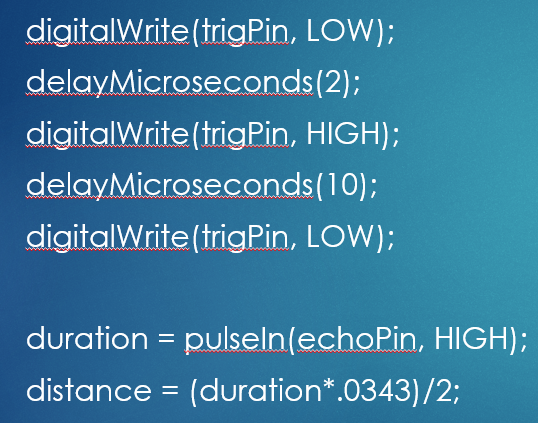 digitalWrite(trigPin, LOW);
delayMicroseconds(2);
digitalWrite(trigPin, HIGH);
delayMicroseconds(10);
digitalWrite(trigPin, LOW);
duration = pulseIn(echoPin, HIGH);
distance = (duration*.0343)/2;